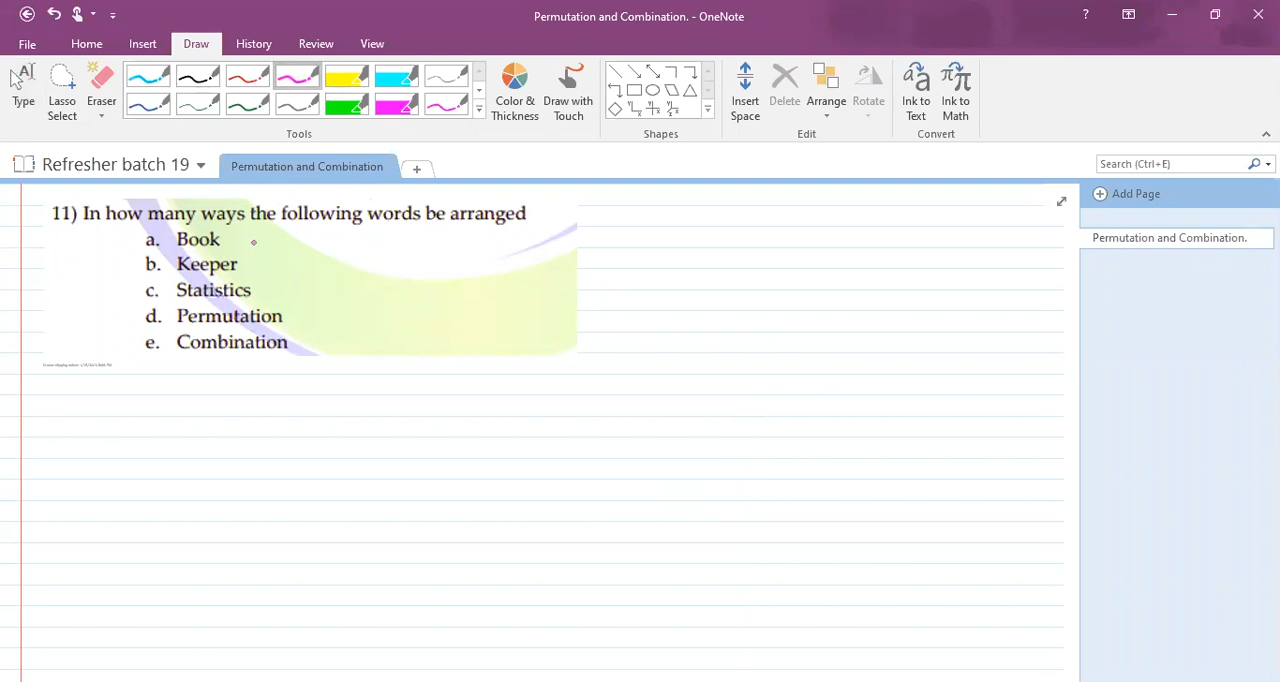 Permutation and Combination. - OneNote
?
File Home Insert Draw History Review View
Type
Lasso Select
Eraser
Color & Thickness
Draw with Touch
Insert Space
Delete
Arrange
Rotate
Ink to Text
Ink to Math
Tools
Shapes
Edit
Convert
Refresher batch 19
Permutation and Combination
Search (Ctrl+E)
Add Page
Permutation and Combination.
11) In how many ways the following words be arranged
a. Book
b. Keeper
c. Statistics
d. Permutation
e. Combination